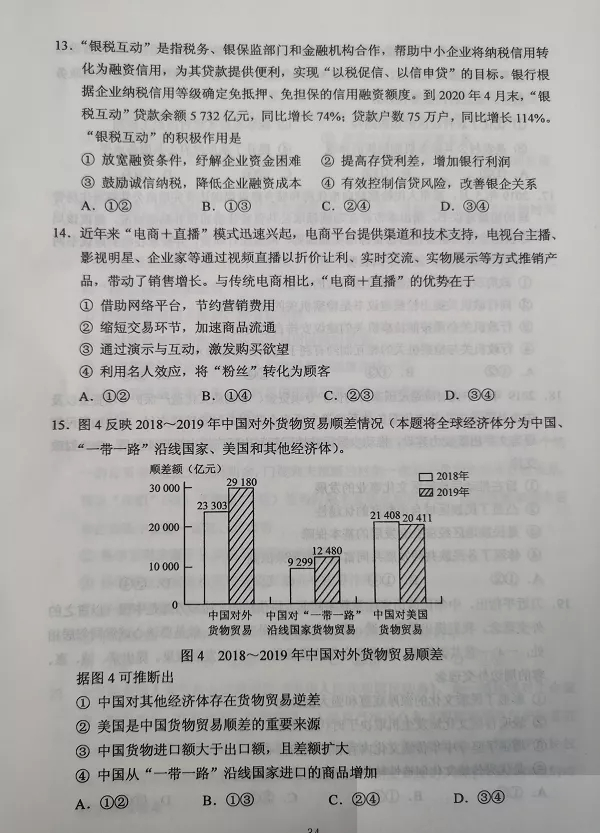 13. “银税互动”是指税务、银保监部门和金融机构合作，帮助中小企业将纳税信用转
化为融资信用，为其贷款提供便利，实现“以税促信、以信申贷”的目标。银行根
据企业纳税信用等级确定免抵押、免担保的信用融资额度。到 2020 年 4 月末，“银
税互动”贷款余额 5 732 亿元，同比增长 74%；贷款户数 75 万户，同比增长 114%。
“银税互动”的积极作用是
① 放宽融资条件，纾解企业资金困难 ② 提高存贷利差，增加银行利润
③ 鼓励诚信纳税，降低企业融资成本 ④ 有效控制信贷风险，改善银企关系
A. ①② B. ①③ C. ②④ D. ③④
14. 近年来“电商＋直播”模式迅速兴起，电商平台提供渠道和技术支持，电视台主播、
影视明星、企业家等通过视频直播以折价让利、实时交流、实物展示等方式推销产
品，带动了销售增长。与传统电商相比，“电商＋直播”的优势在于
① 借助网络平台，节约营销费用
② 缩短交易环节，加速商品流通
③ 通过演示与互动，激发购买欲望
④ 利用名人效应，将“粉丝”转化为顾客
A. ①② B. ①④ C. ②③ D. ③④
15. 图 4 反映 2018～2019 年中国对外货物贸易顺差情况（本题将全球经济体分为中国、
“一带一路”沿线国家、美国和其他经济体）。
顺差额（亿元）
30 000
20 000
10 000
0
23 303
29 180
9 299
12 480
21 408
20 411
2018年
2019年
中国对外
货物贸易
中国对“一带一路”
沿线国家货物贸易
中国对美国
货物贸易
图 4 2018～2019 年中国对外货物贸易顺差
据图 4 可推断出
① 中国对其他经济体存在货物贸易逆差
② 美国是中国货物贸易顺差的重要来源
③ 中国货物进口额大于出口额，且差额扩大
④ 中国从“一带一路”沿线国家进口的商品增加
A. ①② B. ①③ C. ②④ D. ③④